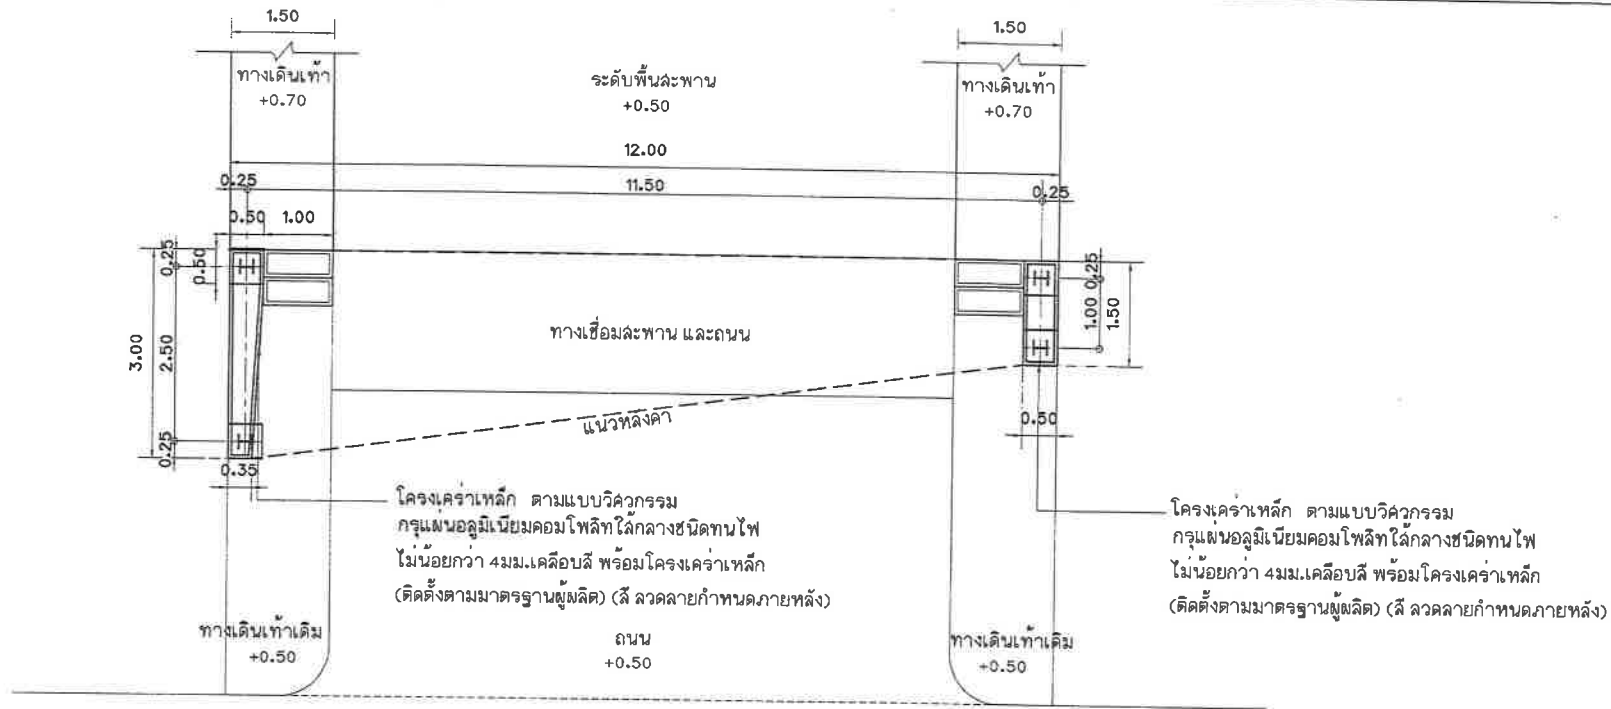 1.50
1.50
ทางเดินเท้า
+0.70
ระดับพื้นสะพาน
+0.50
ทางเดินเท้า
+0.70
12.00
0.25
11.50
0.25
0.50
1.00
0.25
0.50
3.00
2.50
0.25
0.35
0.25
1.00
1.50
0.50
ทางเชื่อมสะพาน และถนน
แนวหลังคา
โครงเคร่าเหล็ก ตามแบบวิศวกรรม
กรุแผ่นอลูมิเนียมคอมโพสิทไส้กลางชนิดทนไฟ
ไม่น้อยกว่า 4มม.เคลือบสี พร้อมโครงเคร่าเหล็ก
(ติดตั้งตามมาตรฐานผู้ผลิต) (สี ลวดลายกำหนดภายหลัง)
โครงเคร่าเหล็ก ตามแบบวิศวกรรม
กรุแผ่นอลูมิเนียมคอมโพสิทไส้กลางชนิดทนไฟ
ไม่น้อยกว่า 4มม.เคลือบสี พร้อมโครงเคร่าเหล็ก
(ติดตั้งตามมาตรฐานผู้ผลิต) (สี ลวดลายกำหนดภายหลัง)
ทางเดินเท้าเดิม
+0.50
ถนน
+0.50
ทางเดินเท้าเดิม
+0.50